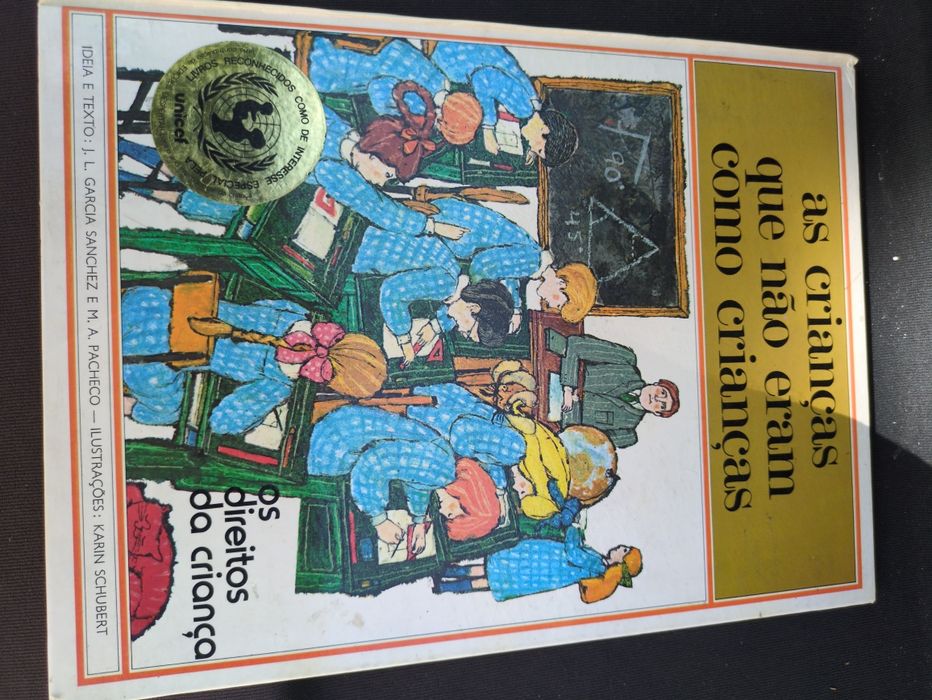 as crianças
que não eram
como crianças
90°
45
LIVROS RECONHECIDOS COMO DE INTERESSE ESPECIAL
unicef
os
direitos
da criança
IDEIA E TEXTO: J. L. GARCIA SANCHEZ E M. A. PACHECO — ILUSTRAÇÕES: KARIN SCHUBERT